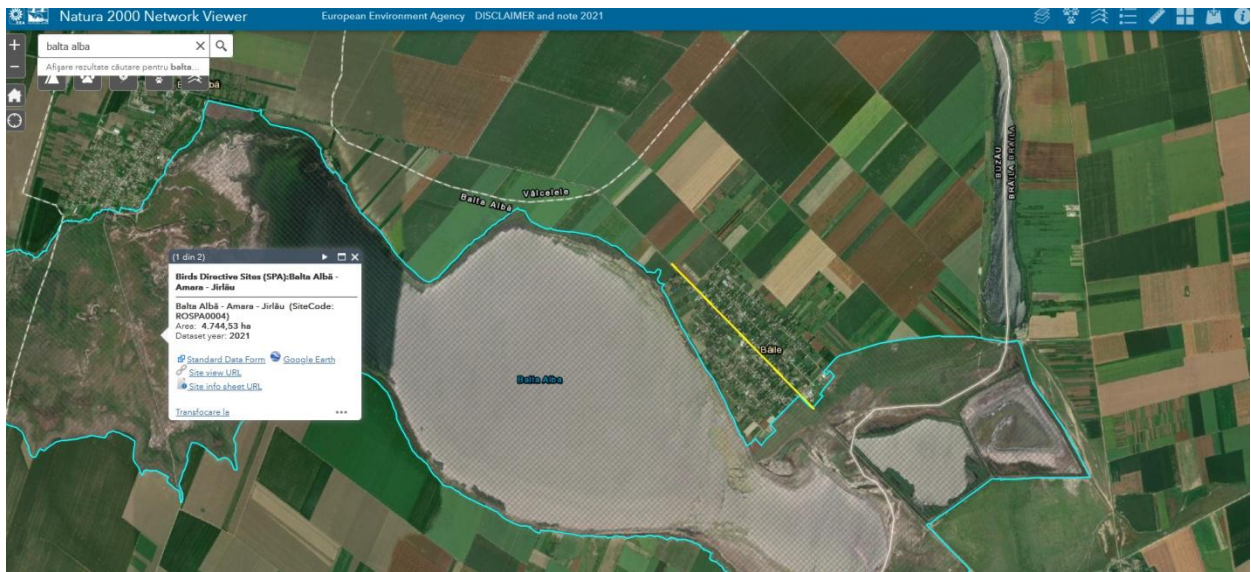 Natura 2000 Network Viewer
European Environment Agency DISCLAIMER and note 2021
balta alba
Afișare rezultate căutare pentru balta...
Balta Albă
Vâlcelele
BUZĂU
BRĂILA BRĂILA
(1 din 2)
Birds Directive Sites (SPA):Balta Albă -
Amara - Jirlău
Balta Albă - Amara - Jirlău (SiteCode:
ROSPA0004)
Area: 4.744,53 ha
Dataset year: 2021
Standard Data Form Google Earth
Site view URL
Site info sheet URL
Transfocare la
Băile
Balta Alba